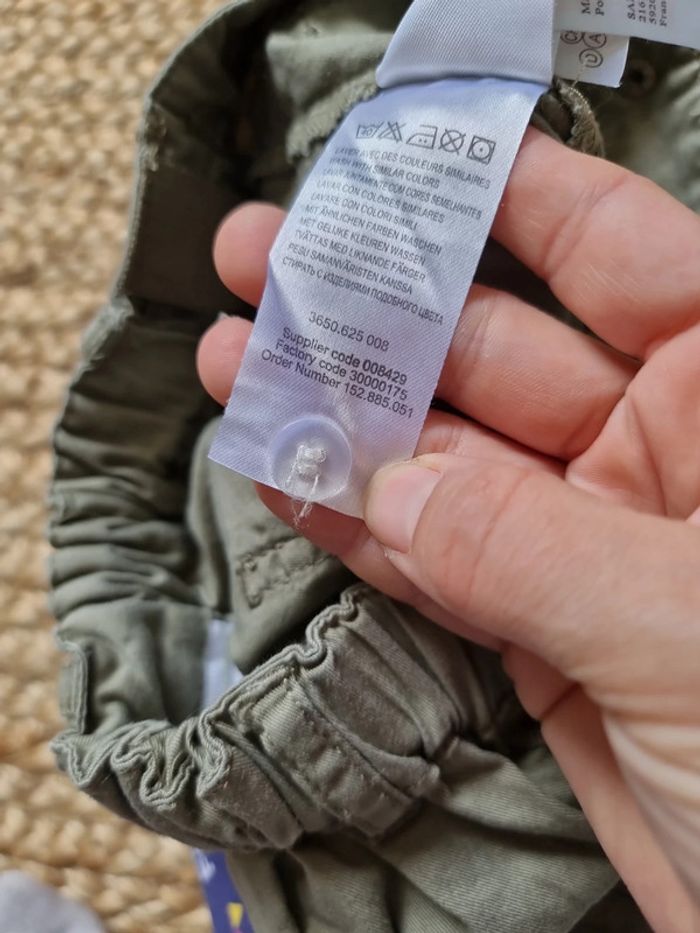 LAVER AVEC DES COULEURS SIMILAIRES
WASH WITH SIMILAR COLORS
LAVAR JUNTAMENTE COM CORES SEMELHANTES
LAVAR CON COLORES SIMILARES
LAVARE CON COLORI SIMILI
MIT ÄHNLICHEN FARBEN WASCHEN
MET GELIJKE KLEUREN WASSEN
TVÄTTAS MED LIKNANDE FÄRGER
PESU SAMANVÄRISTEN KANSSA
СТИРАТЬ С ИЗДЕЛИЯМИ ПОДОБНОГО ЦВЕТА
3650.625 008
Supplier code 008429
Factory code 30000175
Order Number 152.885.051